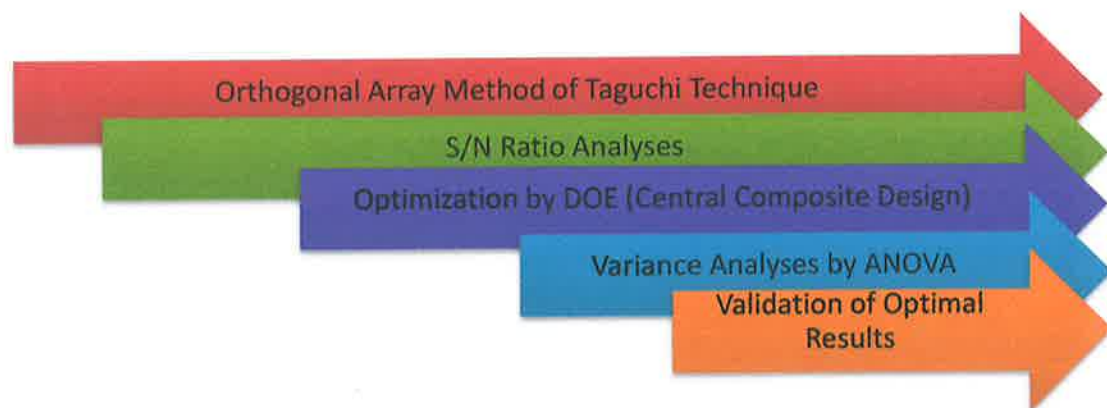 Orthogonal Array Method of Taguchi Technique
S/N Ratio Analyses
Optimization by DOE (Central Composite Design)
Variance Analyses by ANOVA
Validation of Optimal
Results